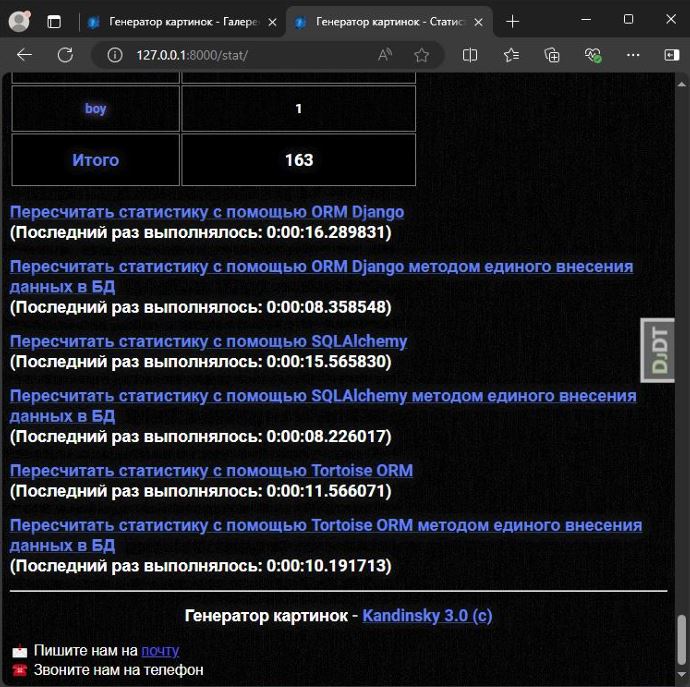 Генератор картинок - Галере
Генератор картинок - Статис
127.0.0.1:8000/stat/
boy 1
Итого 163
Пересчитать статистику с помощью ORM Django
(Последний раз выполнялось: 0:00:16.289831)
Пересчитать статистику с помощью ORM Django методом единого внесения
данных в БД
(Последний раз выполнялось: 0:00:08.358548)
Пересчитать статистику с помощью SQLAlchemy
(Последний раз выполнялось: 0:00:15.565830)
Пересчитать статистику с помощью SQLAlchemy методом единого внесения
данных в БД
(Последний раз выполнялось: 0:00:08.226017)
Пересчитать статистику с помощью Tortoise ORM
(Последний раз выполнялось: 0:00:11.566071)
Пересчитать статистику с помощью Tortoise ORM методом единого внесения
данных в БД
(Последний раз выполнялось: 0:00:10.191713)
DJDT
Генератор картинок - Kandinsky 3.0 (c)
Пишите нам на почту
Звоните нам на телефон